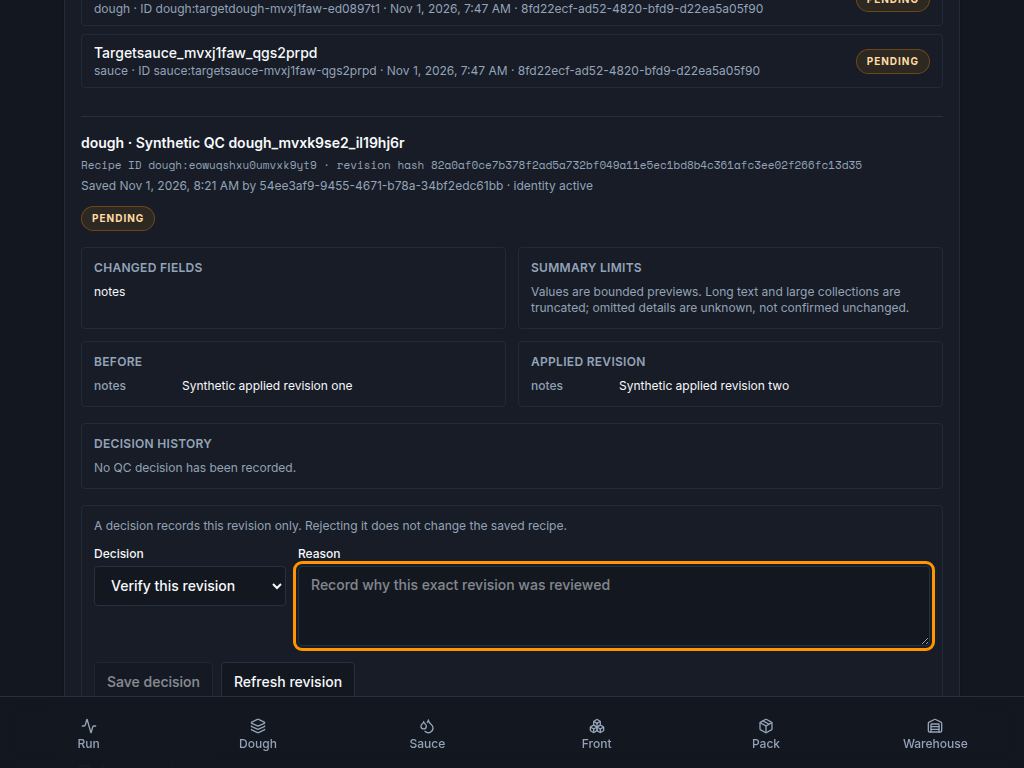 dough · ID dough:targetdough-mvxj1faw-ed0897t1 · Nov 1, 2026, 7:47 AM · 8fd22ecf-ad52-4820-bfd9-d22ea5a05f90
PENDING
Targetsauce_mvxj1faw_qgs2prpd
sauce · ID sauce:targetsauce-mvxj1faw-qgs2prpd · Nov 1, 2026, 7:47 AM · 8fd22ecf-ad52-4820-bfd9-d22ea5a05f90
PENDING
dough · Synthetic QC dough_mvxk9se2_il19hj6r
Recipe ID dough:eowuqshxu0umvxk9yt9 · revision hash 82a0af0ce7b378f2ad5a732bf049a11e5ec1bd8b4c361afc3ee02f266fc13d35
Saved Nov 1, 2026, 8:21 AM by 54ee3af9-9455-4671-b78a-34bf2edc61bb · identity active
PENDING
CHANGED FIELDS
notes
SUMMARY LIMITS
Values are bounded previews. Long text and large collections are
truncated; omitted details are unknown, not confirmed unchanged.
BEFORE
notes Synthetic applied revision one
APPLIED REVISION
notes Synthetic applied revision two
DECISION HISTORY
No QC decision has been recorded.
A decision records this revision only. Rejecting it does not change the saved recipe.
Decision
Verify this revision
Reason
Record why this exact revision was reviewed
Save decision
Refresh revision
Run
Dough
Sauce
Front
Pack
Warehouse